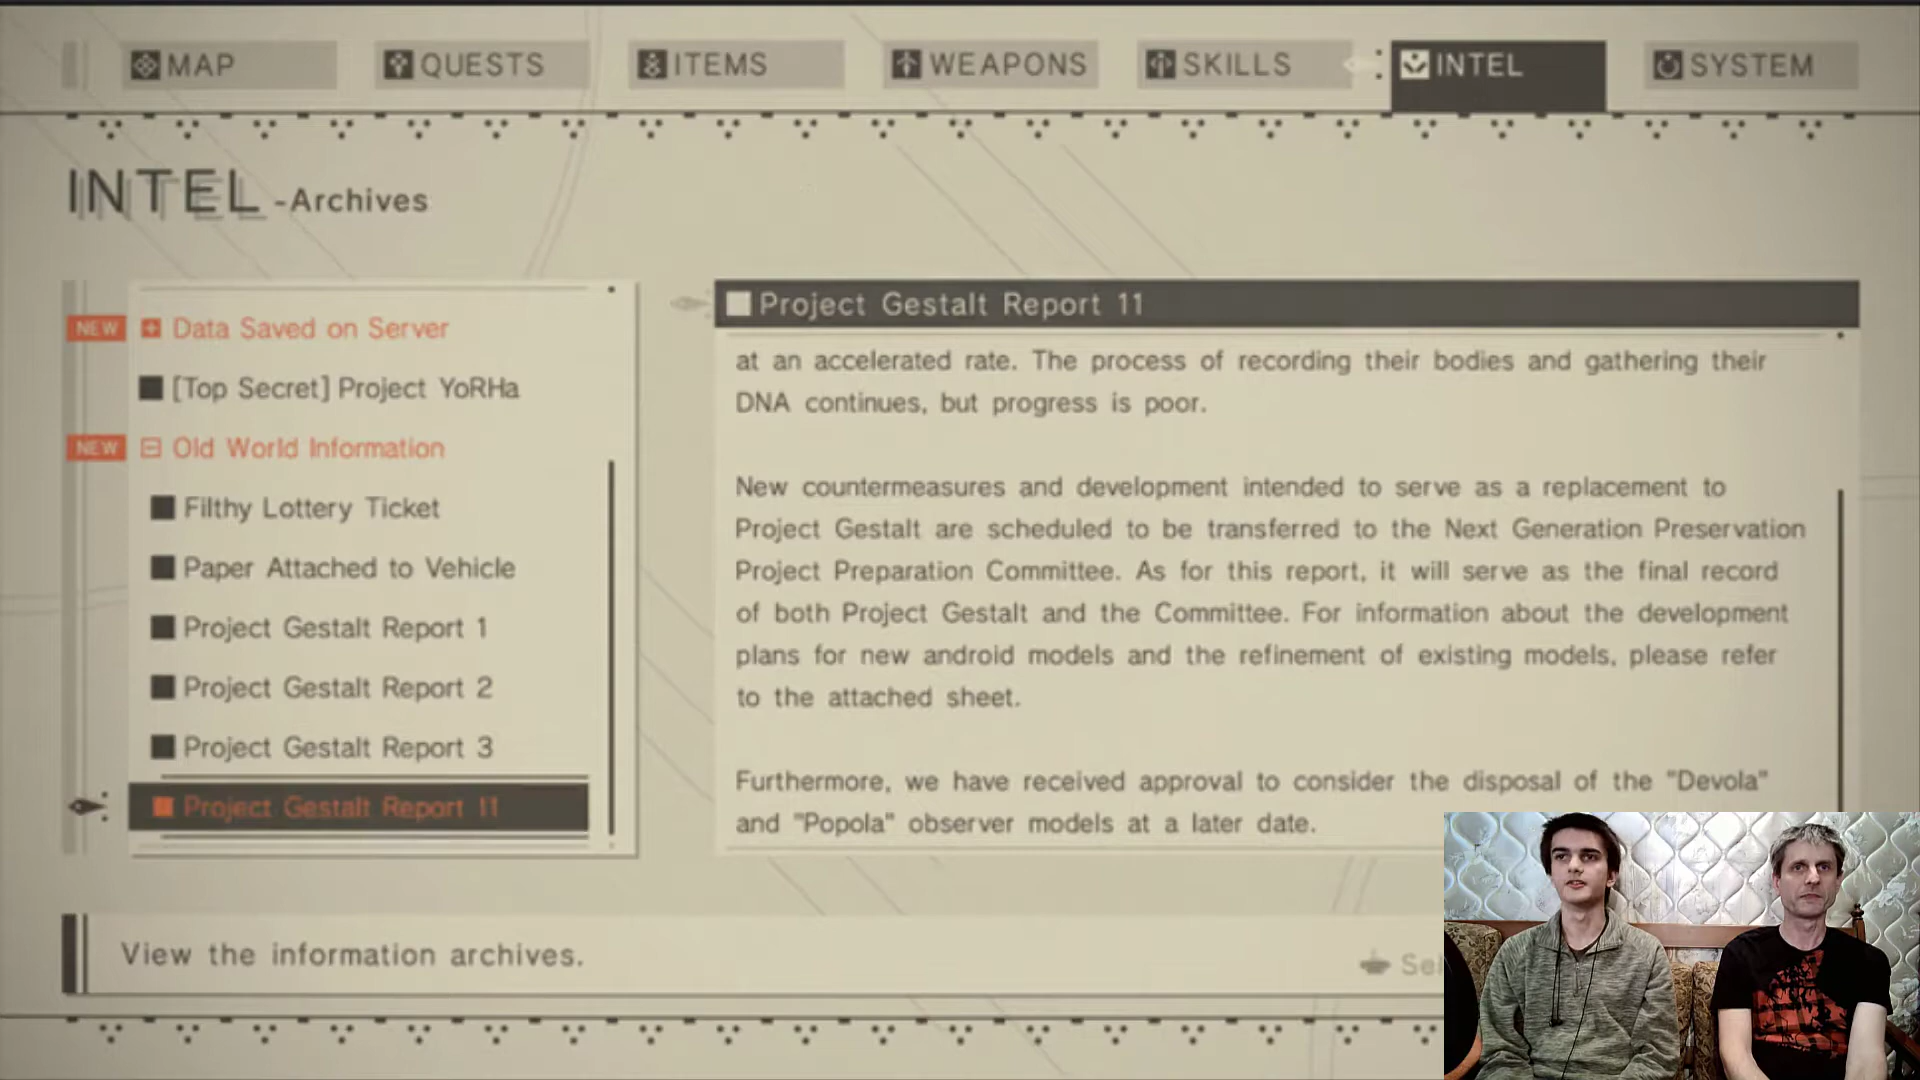 MAP
QUESTS
ITEMS
WEAPONS
SKILLS
INTEL
SYSTEM
INTEL -Archives
NEW Data Saved on Server
[Top Secret] Project YoRHa
NEW Old World Information
Filthy Lottery Ticket
Paper Attached to Vehicle
Project Gestalt Report 1
Project Gestalt Report 2
Project Gestalt Report 3
Project Gestalt Report 11
Project Gestalt Report 11
at an accelerated rate. The process of recording their bodies and gathering their
DNA continues, but progress is poor.
New countermeasures and development intended to serve as a replacement to
Project Gestalt are scheduled to be transferred to the Next Generation Preservation
Project Preparation Committee. As for this report, it will serve as the final record
of both Project Gestalt and the Committee. For information about the development
plans for new android models and the refinement of existing models, please refer
to the attached sheet.
Furthermore, we have received approval to consider the disposal of the "Devola"
and "Popola" observer models at a later date.
View the information archives.